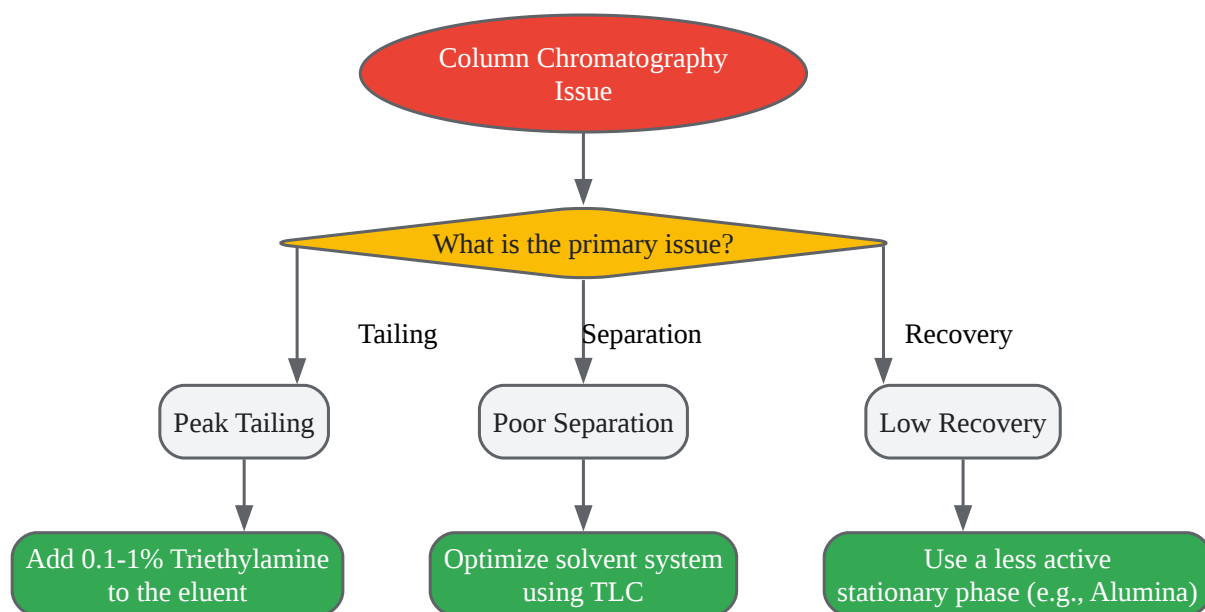 Column Chromatography
Issue
What is the primary issue?
Tailing
Separation
Recovery
Peak Tailing
Poor Separation
Low Recovery
Add 0.1-1% Triethylamine
to the eluent
Optimize solvent system
using TLC
Use a less active
stationary phase (e.g., Alumina)